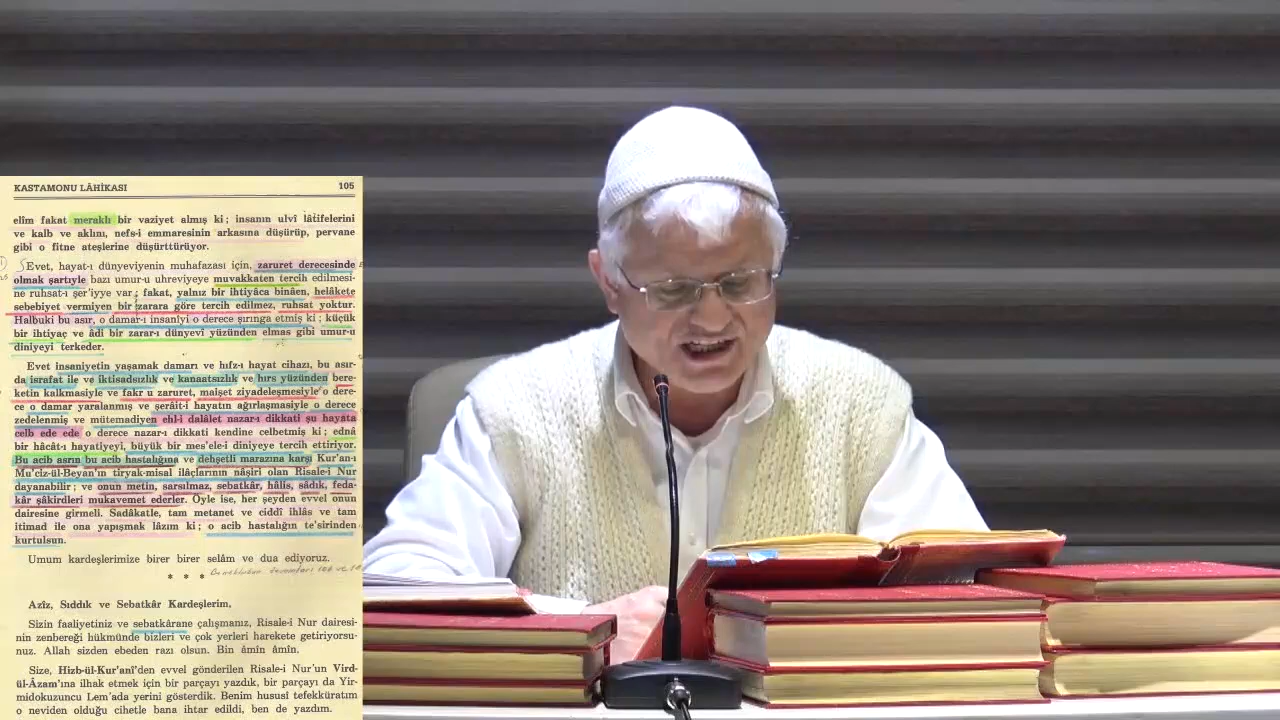 KASTAMONU LÂHİKASI 105
elîm fakat meraklı bir vaziyet almış ki; insanın ulvî lâtifelerini
ve kalb ve aklını, nefs-i emmaresinin arkasına düşürüp, pervane
gibi o fitne ateşlerine düşürttürüyor.
Evet, hayat-ı dünyeviyenin muhafazası için, zaruret derecesinde
olmak şartiyle bazı umur-u uhreviyeye muvakkaten tercih edilmesi-
ne ruhsat-ı şer'iyye var; fakat, yalnız bir ihtiyâca binâen, helâkete
sebebiyet vermiyen bir zarara göre tercih edilmez, ruhsat yoktur.
Halbuki bu asır, o damar-ı insanîyi o derece şırınga etmiş ki; küçük
bir ihtiyaç ve âdi bir zarar-ı dünyevî yüzünden elmas gibi umur-u
diniyeyi terkeder.
Evet insaniyetin yaşamak damarı ve hıfz-ı hayat cihazı, bu asır-
da israfat ile ve iktisadsızlık ve kanaatsızlık ve hırs yüzünden bere-
ketin kalkmasiyle ve fakr u zaruret, maişet ziyadeleşmesiyle o dere-
ce o damar yaralanmış ve şerâit-i hayatın ağırlaşmasiyle o derece
zedelenmiş ve mütemadiyen ehl-i dalâlet nazar-ı dikkati şu hayata
celb ede ede o derece nazar-ı dikkati kendine celbetmiş ki; ednâ
bir hâcât-ı hayatiyeyi, büyük bir mes'ele-i diniyeye tercih ettiriyor.
Bu acib asrın bu acib hastalığına ve dehşetli marazına karşı Kur'an-ı
Mu'ciz-ül-Beyan'ın tiryak-misal ilâçlarının nâşiri olan Risale-i Nur
dayanabilir; ve onun metin, sarsılmaz, sebatkâr, hâlis, sâdık, feda-
kâr şâkirdleri mukavemet ederler. Öyle ise, her şeyden evvel onun
dairesine girmeli. Sadâkatle, tam metanet ve ciddî ihlâs ve tam
itimad ile ona yapışmak lâzım ki; o acib hastalığın te'sirinden
kurtulsun.
Umum kardeşlerimize birer birer selâm ve dua ediyoruz.
* * *
Azîz, Sıddık ve Sebatkâr Kardeşlerim,
Sizin faaliyetiniz ve sebatkârane çalışmanız, Risale-i Nur dairesi-
nin zenbereği hükmünde bizleri ve çok yerleri harekete getiriyorsu-
nuz. Allah sizden ebeden razı olsun. Bin âmin âmîn.
Size, Hizb-ül-Kur'anî'den evvel gönderilen Risale-i Nur'un Vird-
ül-Âzam'ına ilhak etmek için bir parçayı yazdık, bir parçayı da Yir-
midokuzuncu Lem'ada yerini gösterdik. Benim hususî tefekküratım
o neviden olduğu cihetle bana ihtar edildi, ben de yazdım.